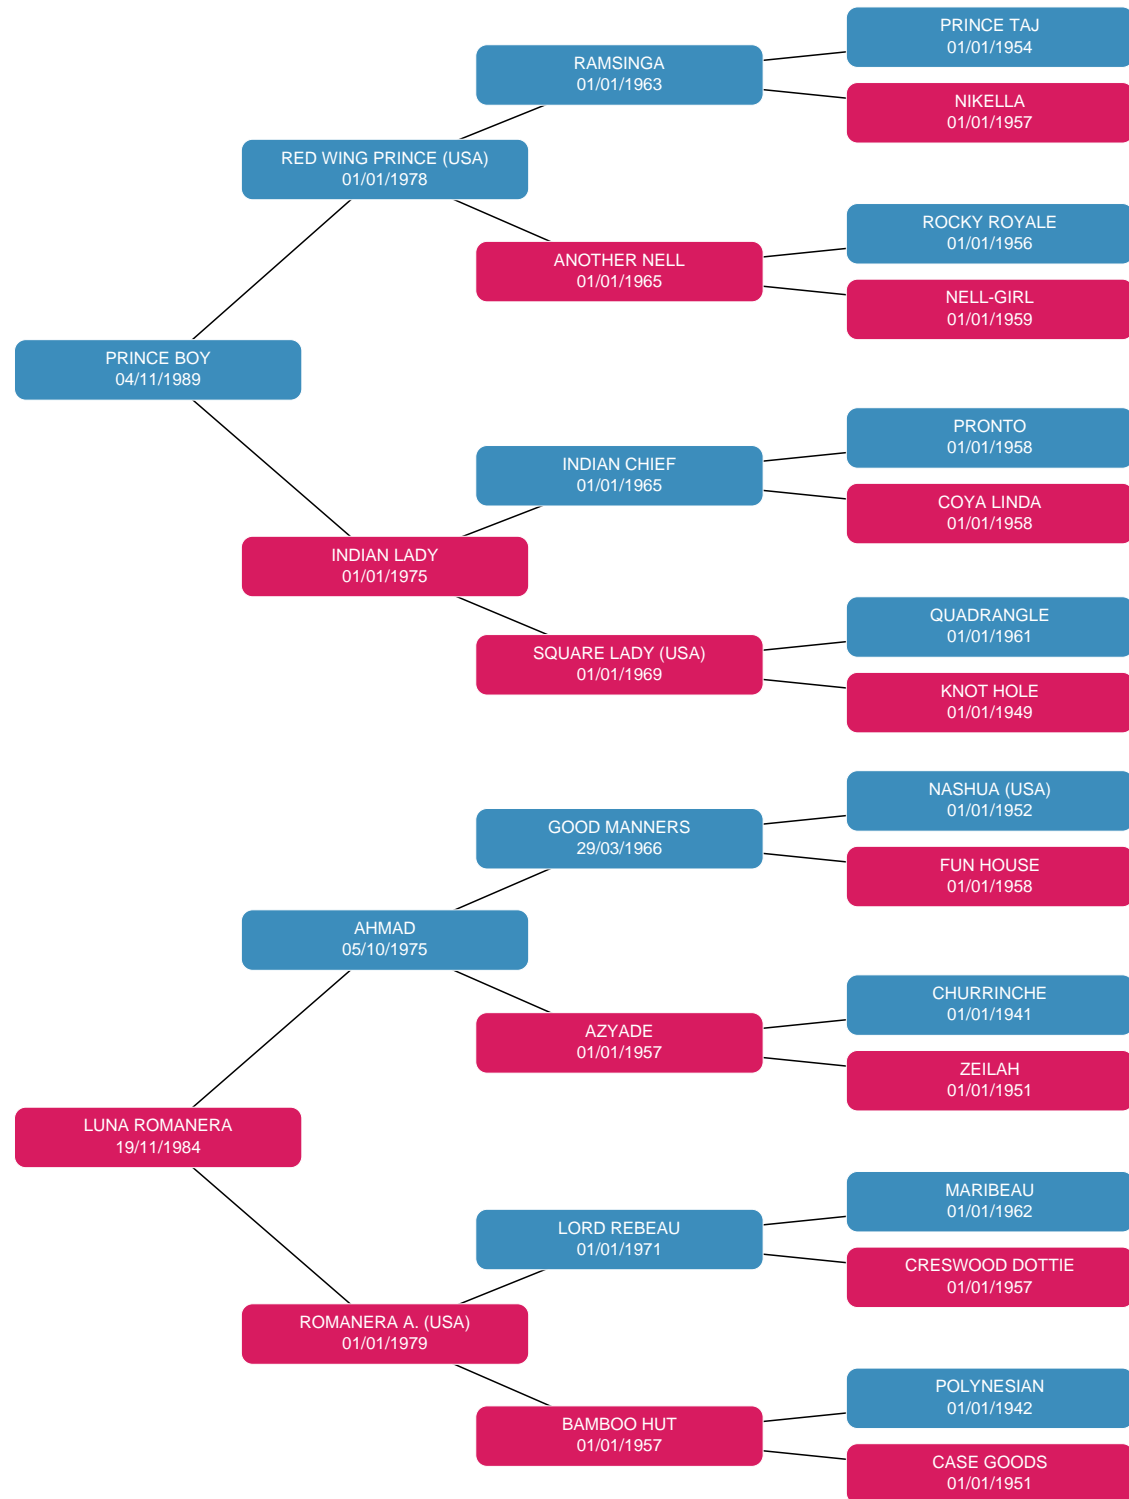 PRINCE TAJ
01/01/1954
RAMSINGA
01/01/1963
NIKELLA
01/01/1957
RED WING PRINCE (USA)
01/01/1978
ROCKY ROYALE
01/01/1956
ANOTHER NELL
01/01/1965
NELL-GIRL
01/01/1959
PRINCE BOY
04/11/1989
PRONTO
01/01/1958
INDIAN CHIEF
01/01/1965
COYA LINDA
01/01/1958
INDIAN LADY
01/01/1975
QUADRANGLE
01/01/1961
SQUARE LADY (USA)
01/01/1969
KNOT HOLE
01/01/1949
NASHUA (USA)
01/01/1952
GOOD MANNERS
29/03/1966
FUN HOUSE
01/01/1958
AHMAD
05/10/1975
CHURRINCHE
01/01/1941
AZYADE
01/01/1957
ZEILAH
01/01/1951
LUNA ROMANERA
19/11/1984
MARIBEAU
01/01/1962
LORD REBEAU
01/01/1971
CRESWOOD DOTTIE
01/01/1957
ROMANERA A. (USA)
01/01/1979
POLYNESIAN
01/01/1942
BAMBOO HUT
01/01/1957
CASE GOODS
01/01/1951